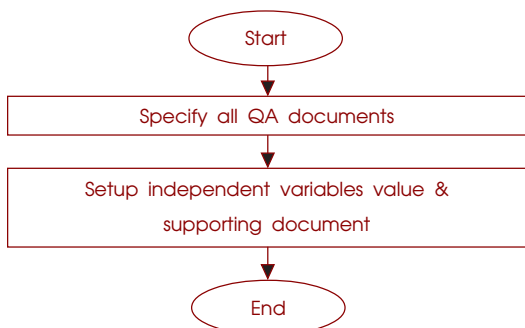 Start
Specify all QA documents
Setup independent variables value &
supporting document
End